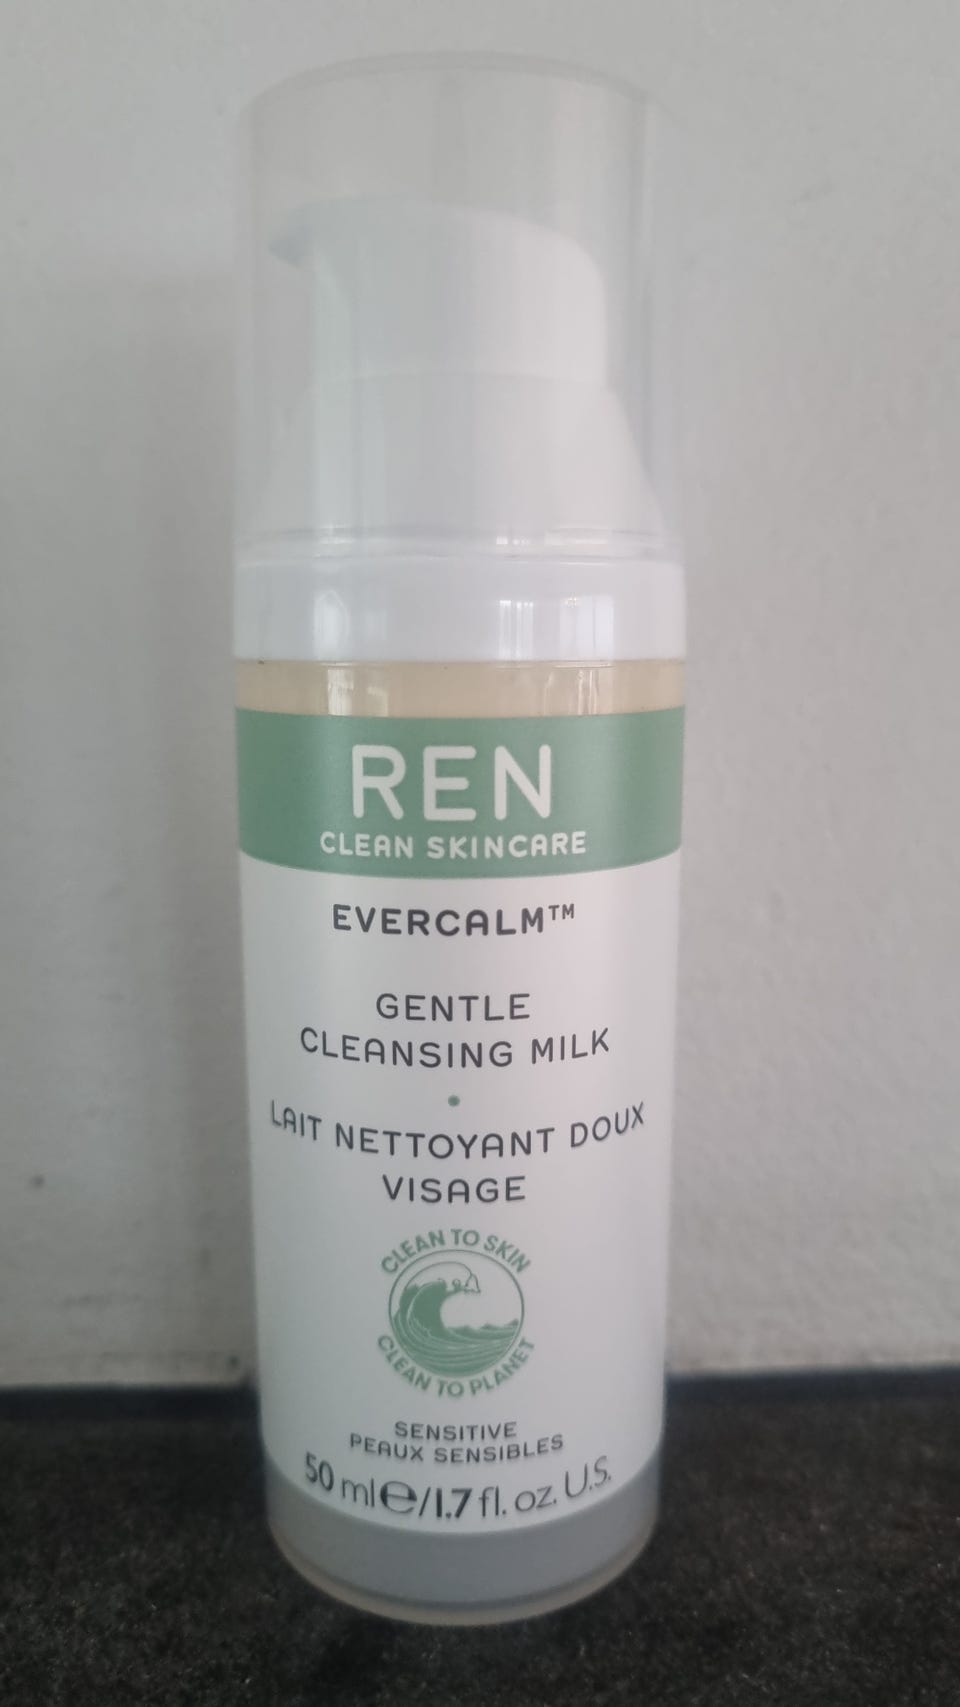 REN
CLEAN SKINCARE
EVERCALM™
GENTLE
CLEANSING MILK
•
LAIT NETTOYANT DOUX
VISAGE
CLEAN TO SKIN
CLEAN TO PLANET
SENSITIVE
PEAUX SENSIBLES
50 ml℮/1.7 fl. oz. U.S.